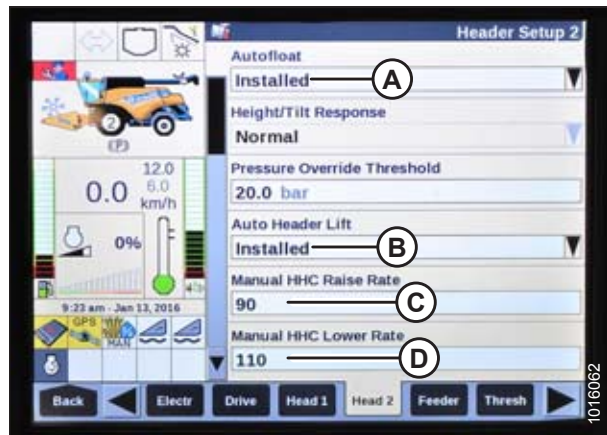 Header Setup 2
Autofloat
Installed
A
Height/Tilt Response
Normal
Pressure Override Threshold
20.0 bar
Auto Header Lift
Installed
B
Manual HHC Raise Rate
90
C
Manual HHC Lower Rate
110
D
2
(P)
12.0
0.0 6.0
km/h
0%
9:23 am - Jan 13, 2016
GPS
MAN
Back
Electr
Drive
Head 1
Head 2
Feeder
Thresh
1016062